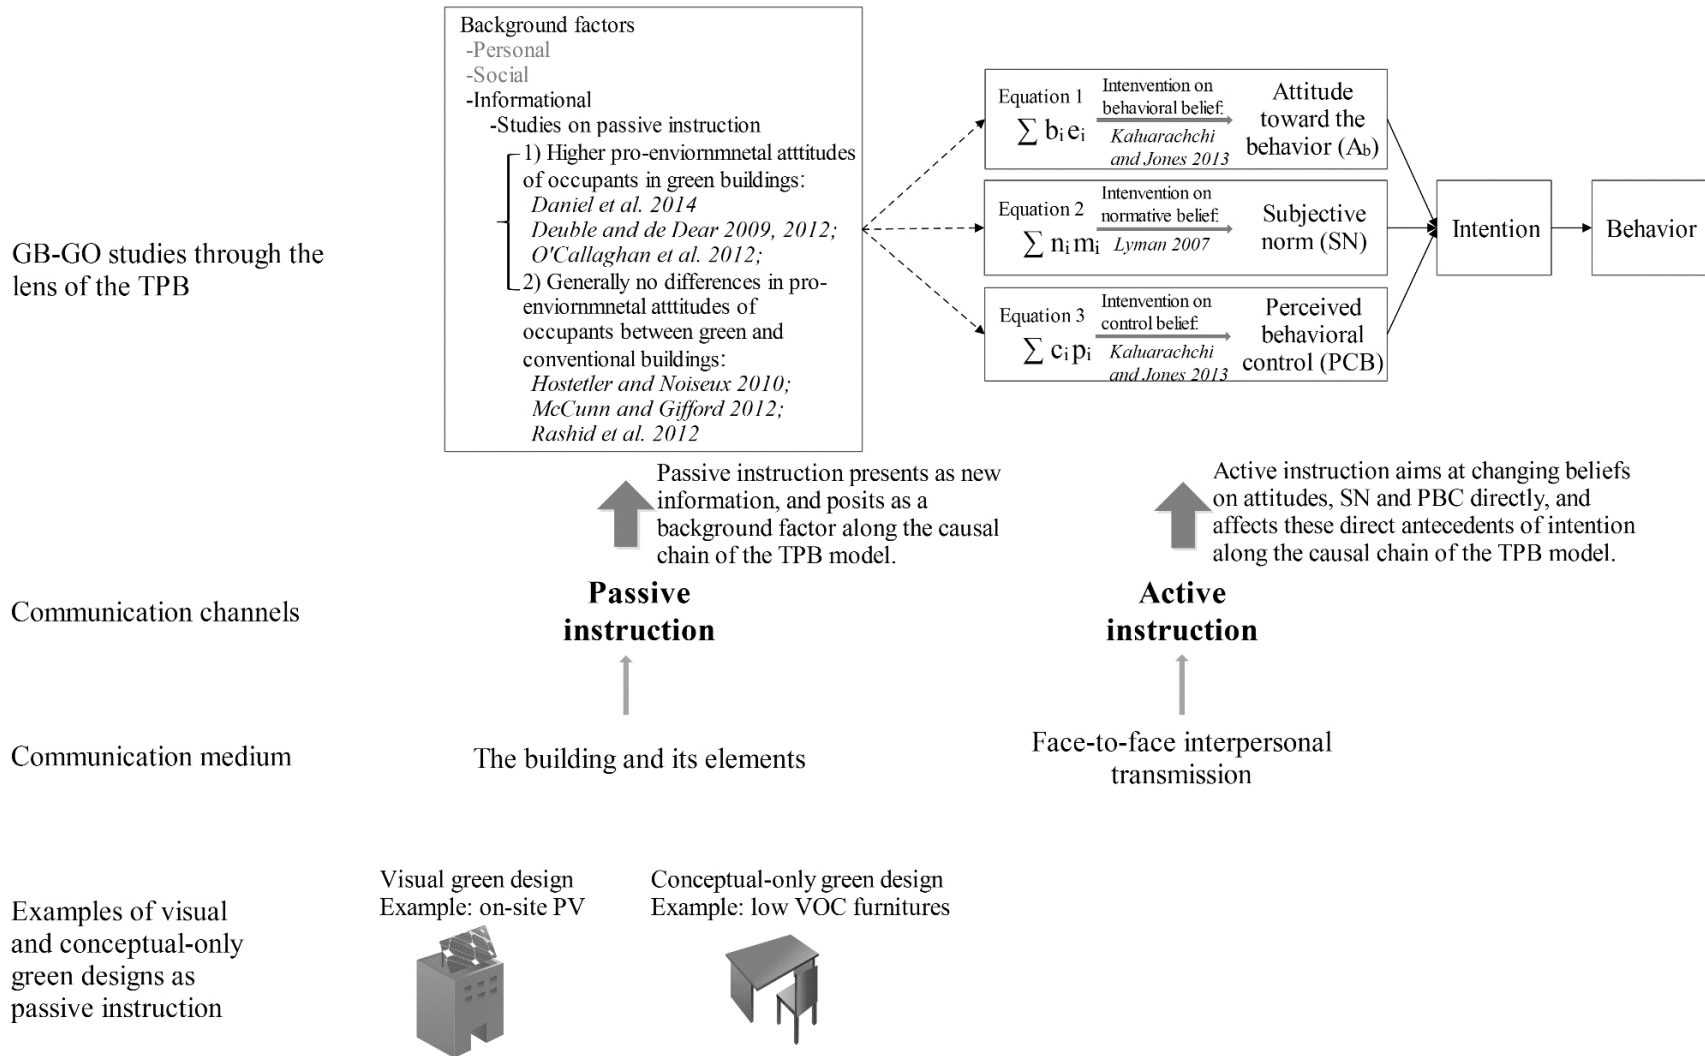 Background factors
-Personal
-Social
-Informational
-Studies on passive instruction
1) Higher pro-enviornmnetal atttitudes
of occupants in green buildings:
Daniel et al. 2014
Deuble and de Dear 2009, 2012;
O'Callaghan et al. 2012;
2) Generally no differences in pro-
enviornmnetal atttitudes of
occupants between green and
conventional buildings:
Hostetler and Noiseux 2010;
McCunn and Gifford 2012;
Rashid et al. 2012
Equation 1
∑ bᵢ eᵢ
Intervention on
behavioral belief:
Kaluarachchi
and Jones 2013
Attitude
toward the
behavior (Ab)
Equation 2
∑ nᵢ mᵢ
Intervention on
normative belief:
Lyman 2007
Subjective
norm (SN)
Equation 3
∑ cᵢ pᵢ
Intervention on
control belief:
Kaluarachchi
and Jones 2013
Perceived
behavioral
control (PCB)
Intention
Behavior
GB-GO studies through the
lens of the TPB
Passive instruction presents as new
information, and posits as a
background factor along the causal
chain of the TPB model.
Active instruction aims at changing beliefs
on attitudes, SN and PBC directly, and
affects these direct antecedents of intention
along the causal chain of the TPB model.
Communication channels
Passive
instruction
Active
instruction
Communication medium
The building and its elements
Face-to-face interpersonal
transmission
Examples of visual
and conceptual-only
green designs as
passive instruction
Visual green design
Example: on-site PV
Conceptual-only green design
Example: low VOC furnitures